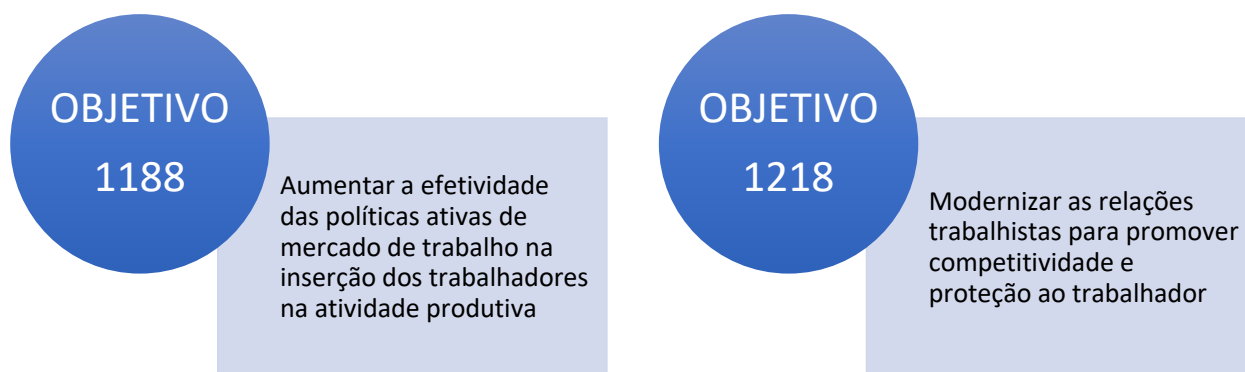 OBJETIVO
1188
Aumentar a efetividade
das políticas ativas de
mercado de trabalho na
inserção dos trabalhadores
na atividade produtiva
OBJETIVO
1218
Modernizar as relações
trabalhistas para promover
competitividade e
proteção ao trabalhador